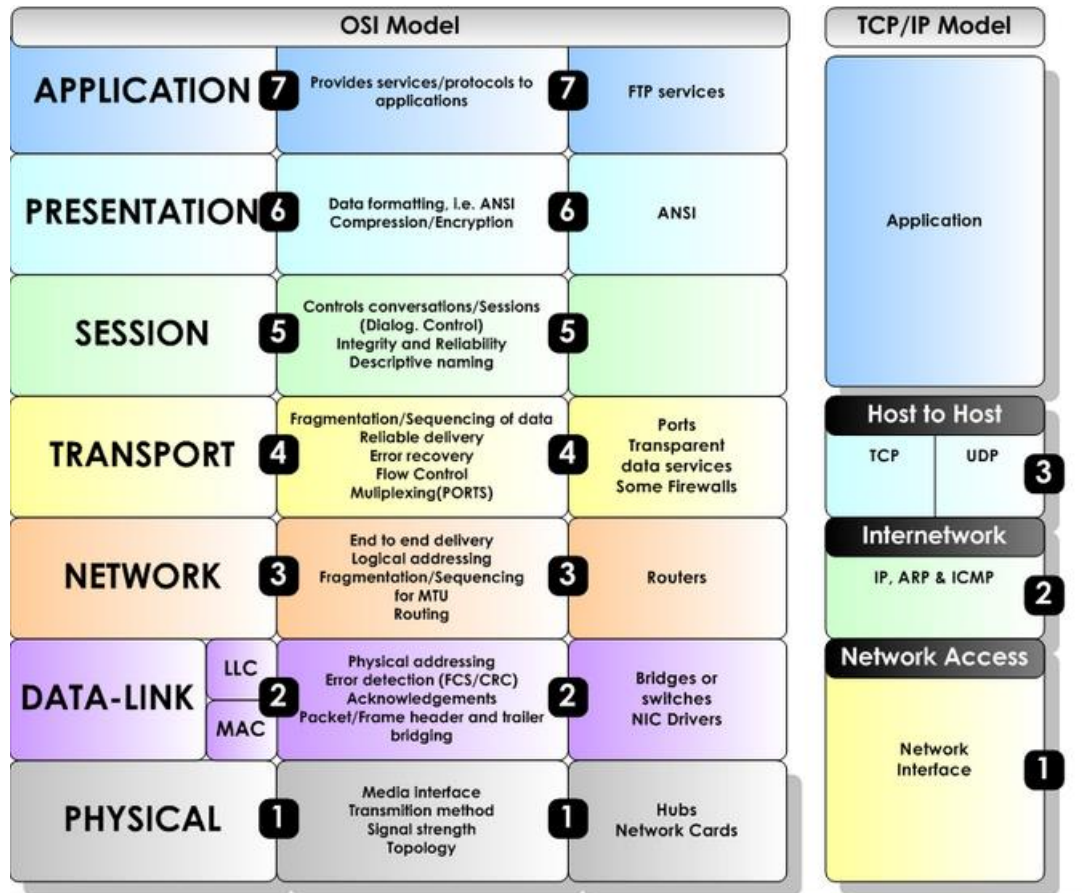 OSI Model
TCP/IP Model
APPLICATION
7
Provides services/protocols to
applications
7
FTP services
PRESENTATION
6
Data formatting, i.e. ANSI
Compression/Encryption
6
ANSI
SESSION
5
Controls conversations/Sessions
(Dialog. Control)
Integrity and Reliability
Descriptive naming
5
TRANSPORT
4
Fragmentation/Sequencing of data
Reliable delivery
Error recovery
Flow Control
Muliplexing(PORTS)
4
Ports
Transparent
data services
Some Firewalls
NETWORK
3
End to end delivery
Logical addressing
Fragmentation/Sequencing
for MTU
Routing
3
Routers
DATA-LINK
LLC
MAC
2
Physical addressing
Error detection (FCS/CRC)
Acknowledgements
Packet/Frame header and trailer
bridging
2
Bridges or
switches
NIC Drivers
PHYSICAL
1
Media interface
Transmition method
Signal strength
Topology
1
Hubs
Network Cards
Application
Host to Host
TCP
UDP
3
Internetwork
IP, ARP & ICMP
2
Network Access
Network
Interface
1